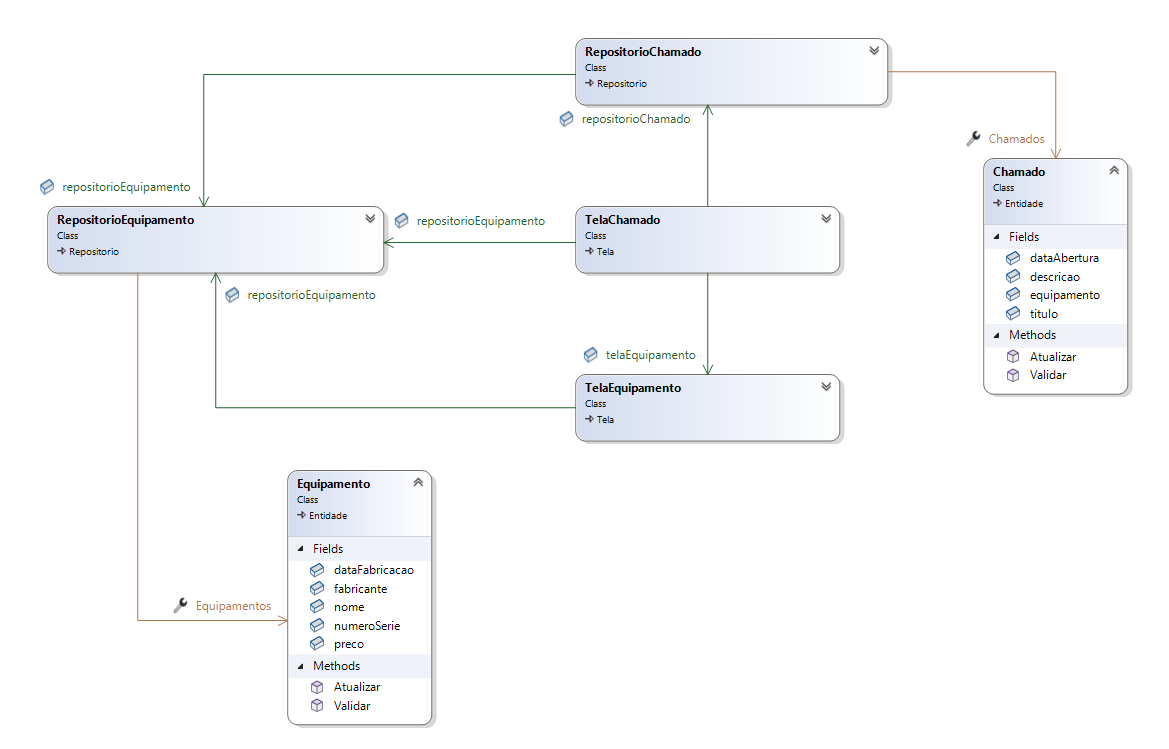 RepositorioChamado
Class
Repositorio
repositorioChamado
Chamados
Chamado
Class
Entidade
Fields
dataAbertura
descricao
equipamento
titulo
Methods
Atualizar
Validar
repositorioEquipamento
RepositorioEquipamento
Class
Repositorio
repositorioEquipamento
TelaChamado
Class
Tela
repositorioEquipamento
telaEquipamento
TelaEquipamento
Class
Tela
Equipamento
Class
Entidade
Fields
dataFabricacao
fabricante
nome
numeroSerie
preco
Methods
Atualizar
Validar
Equipamentos